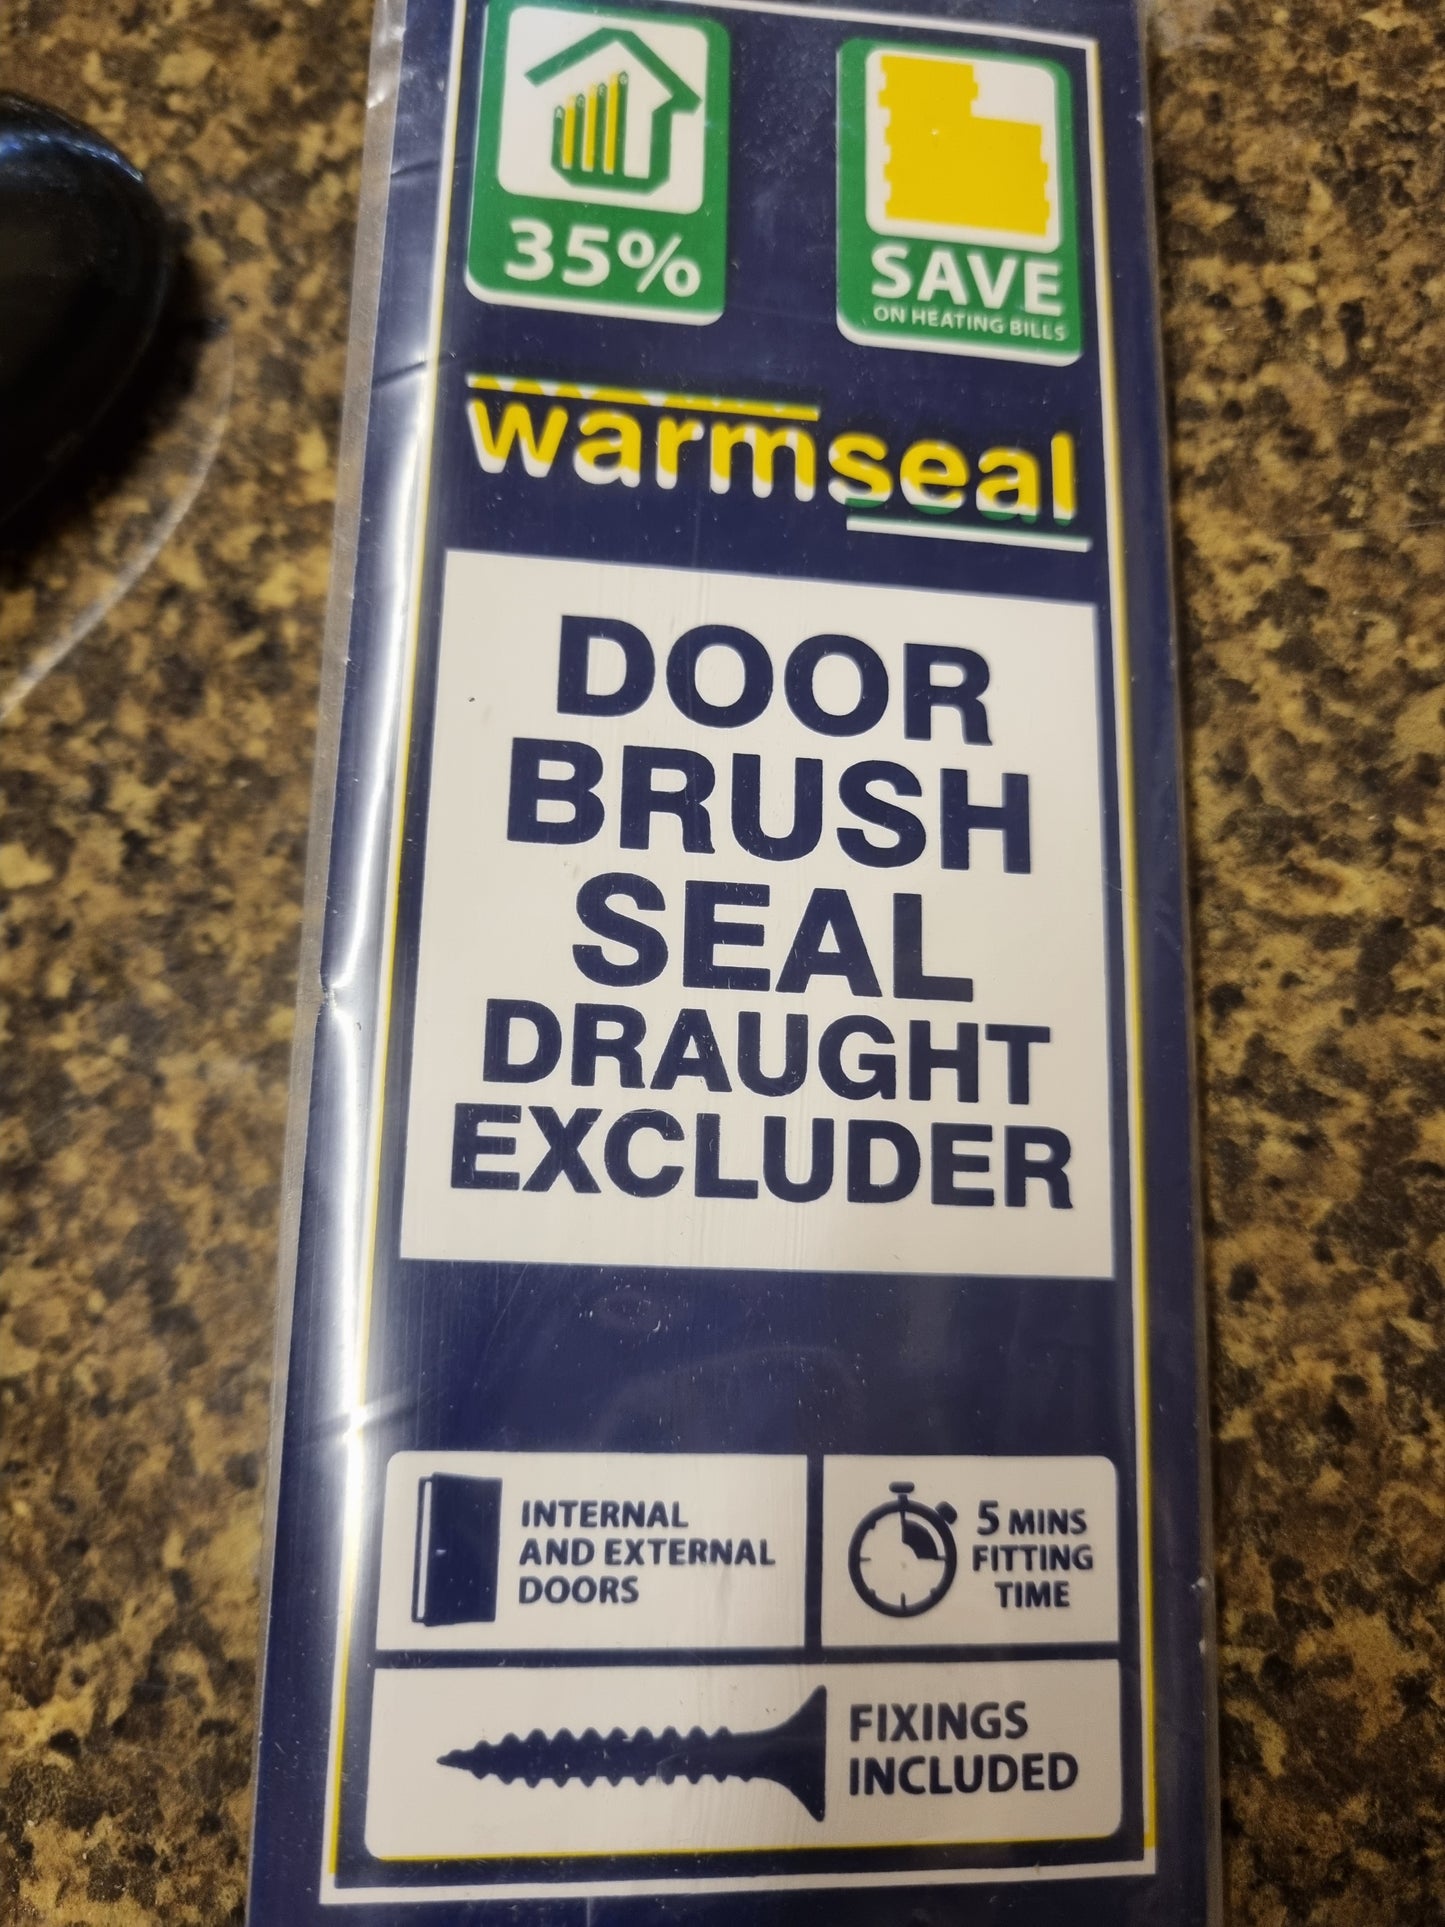 35%
SAVE
ON HEATING BILLS
warmseal
DOOR
BRUSH
SEAL
DRAUGHT
EXCLUDER
INTERNAL
AND EXTERNAL
DOORS
5 MINS
FITTING
TIME
FIXINGS
INCLUDED